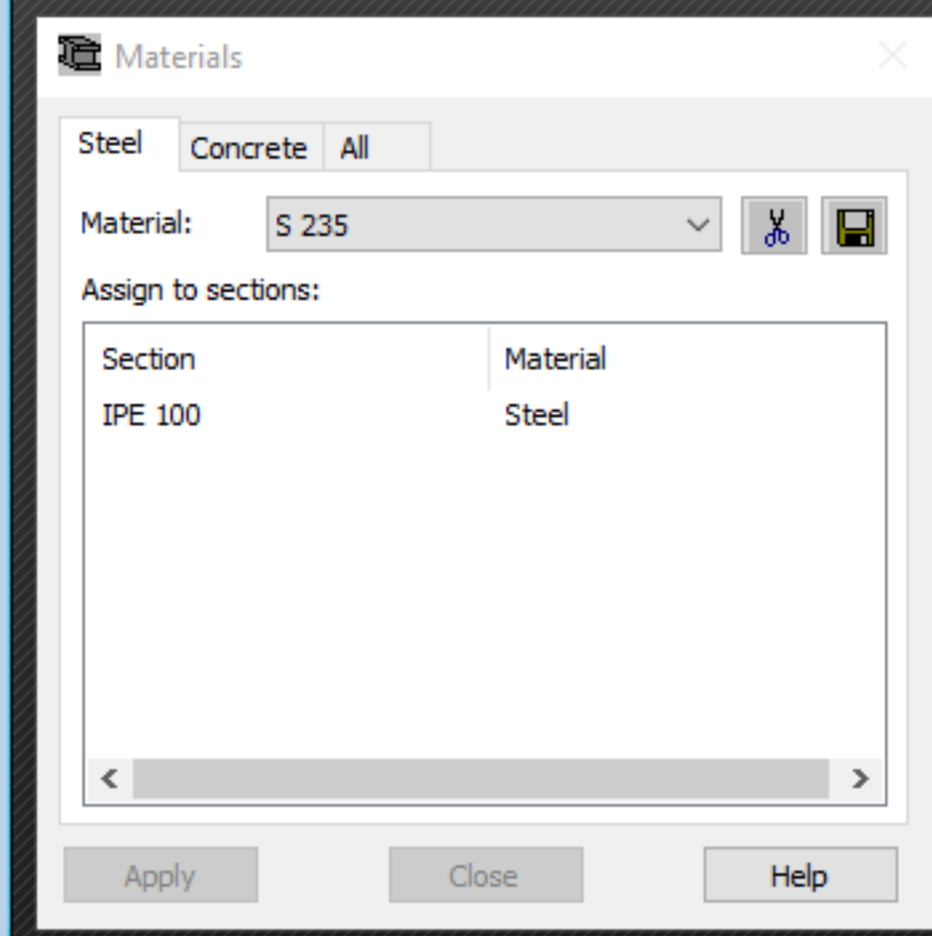 Materials
Steel Concrete All
Material: S 235
Assign to sections:
Section Material
IPE 100 Steel
Apply Close Help